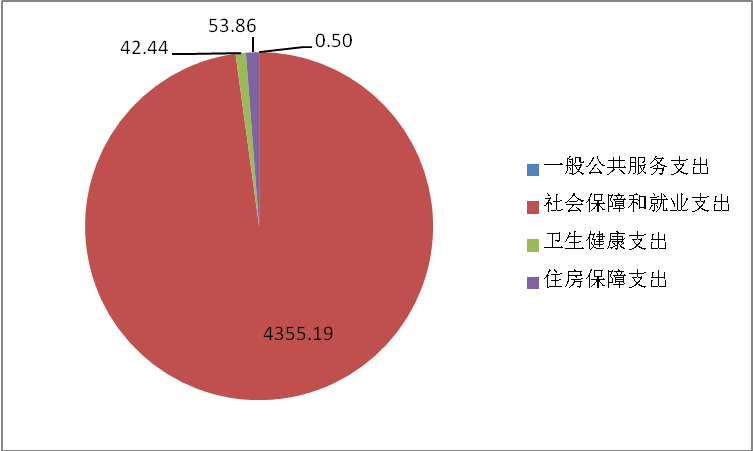 53.86
0.50
42.44
4355.19
一般公共服务支出
社会保障和就业支出
卫生健康支出
住房保障支出